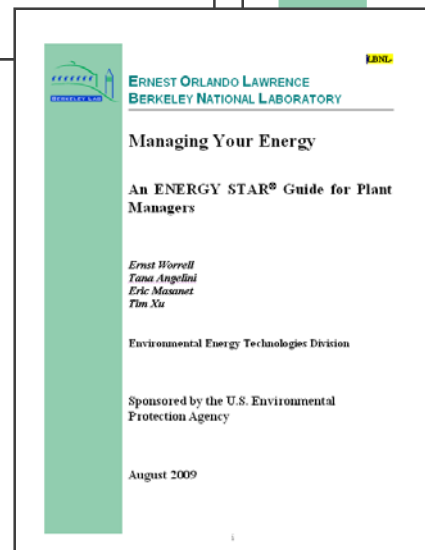 LBNL-
ERNEST ORLANDO LAWRENCE
BERKELEY NATIONAL LABORATORY
BERKELEY LAB
Managing Your Energy
An ENERGY STAR® Guide for Plant
Managers
Ernst Worrell
Tana Angelini
Eric Masanet
Tim Xu
Environmental Energy Technologies Division
Sponsored by the U.S. Environmental
Protection Agency
August 2009
i